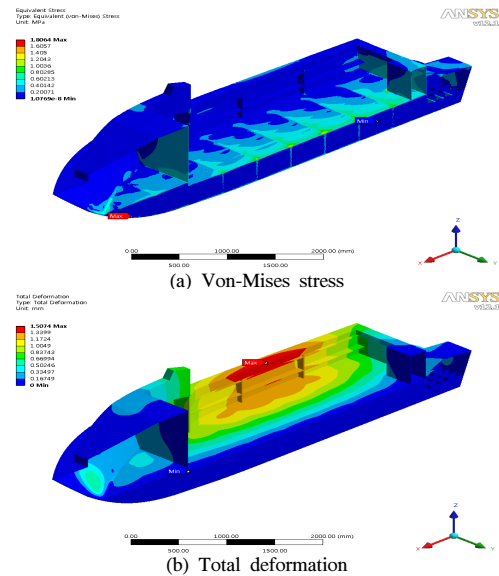 Equivalent Stress
Type: Equivalent (von-Mises) Stress
Unit: MPa
ANSYS
v12.1
1.8064 Max
1.6057
1.405
1.2043
1.0036
0.80285
0.60213
0.40142
0.20071
1.0769e-8 Min
Min
Max
0.00 1000.00 2000.00 (mm)
500.00 1500.00
Z
X Y
(a) Von-Mises stress
Total Deformation
Type: Total Deformation
Unit: mm
ANSYS
v12.1
1.5074 Max
1.3399
1.1724
1.0049
0.83743
0.66994
0.50246
0.33497
0.16749
0 Min
Max
Min
0.00 1000.00 2000.00 (mm)
500.00 1500.00
Z
X Y
(b) Total deformation